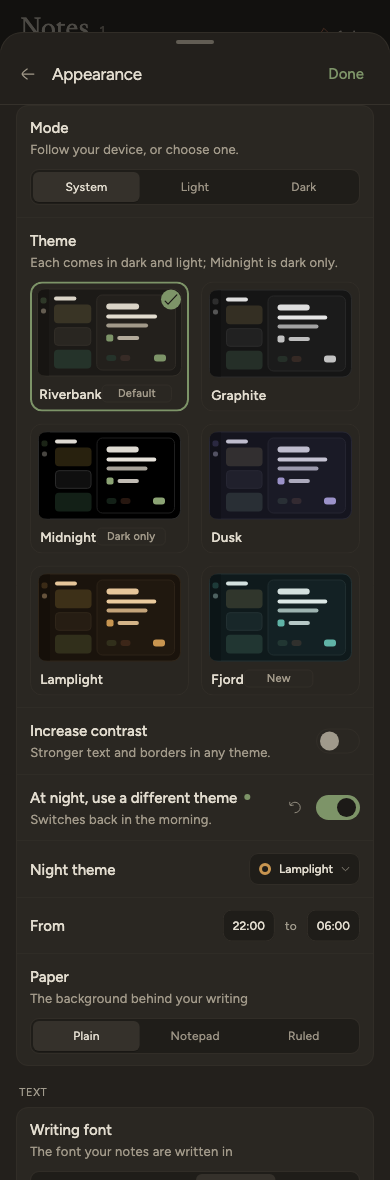 Notes 1
Appearance
Done
Mode
Follow your device, or choose one.
System Light Dark
Theme
Each comes in dark and light; Midnight is dark only.
Riverbank Default
Graphite
Midnight Dark only
Dusk
Lamplight
Fjord New
Increase contrast
Stronger text and borders in any theme.
At night, use a different theme
Switches back in the morning.
Night theme
Lamplight
From
22:00 to 06:00
Paper
The background behind your writing
Plain Notepad Ruled
TEXT
Writing font
The font your notes are written in